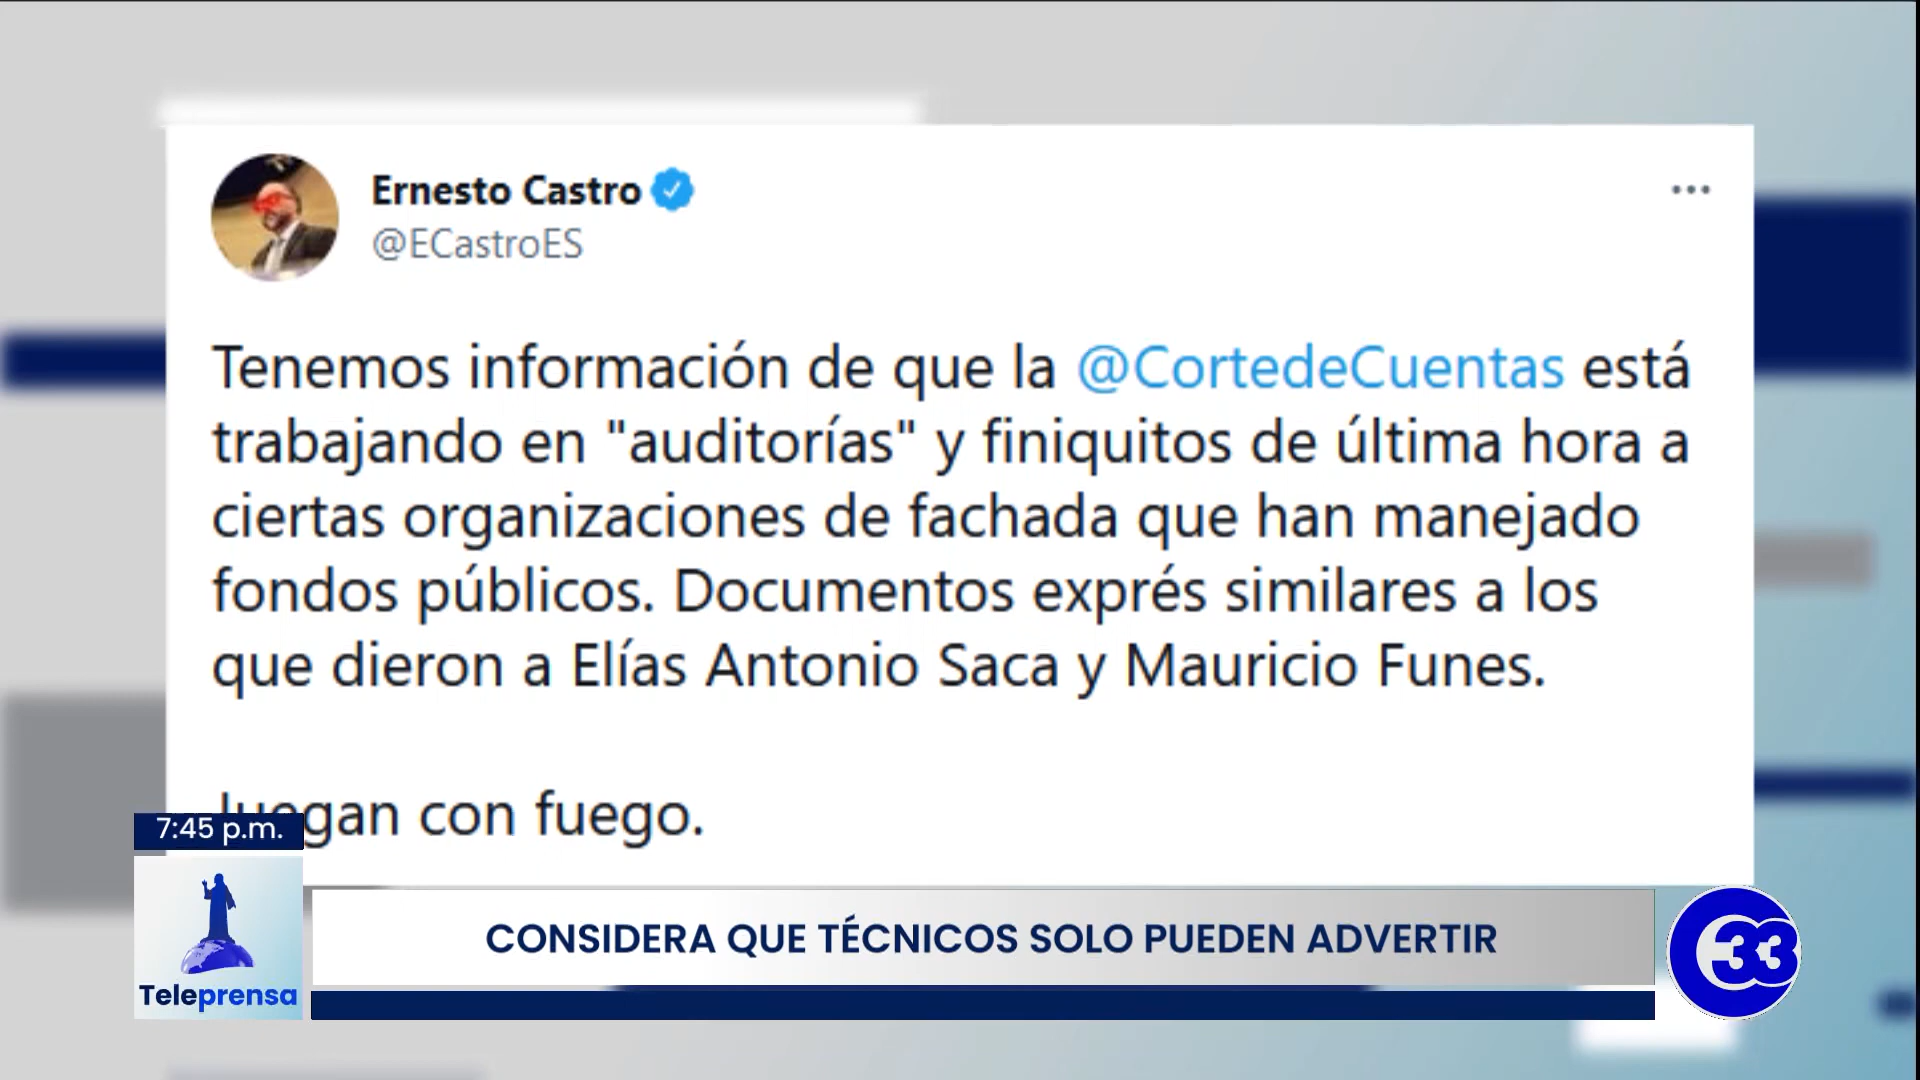 Ernesto Castro
@ECastroES
Tenemos información de que la @CortedeCuentas está
trabajando en "auditorías" y finiquitos de última hora a
ciertas organizaciones de fachada que han manejado
fondos públicos. Documentos exprés similares a los
que dieron a Elías Antonio Saca y Mauricio Funes.
Juegan con fuego.
7:45 p.m.
CONSIDERA QUE TÉCNICOS SOLO PUEDEN ADVERTIR
Teleprensa
33